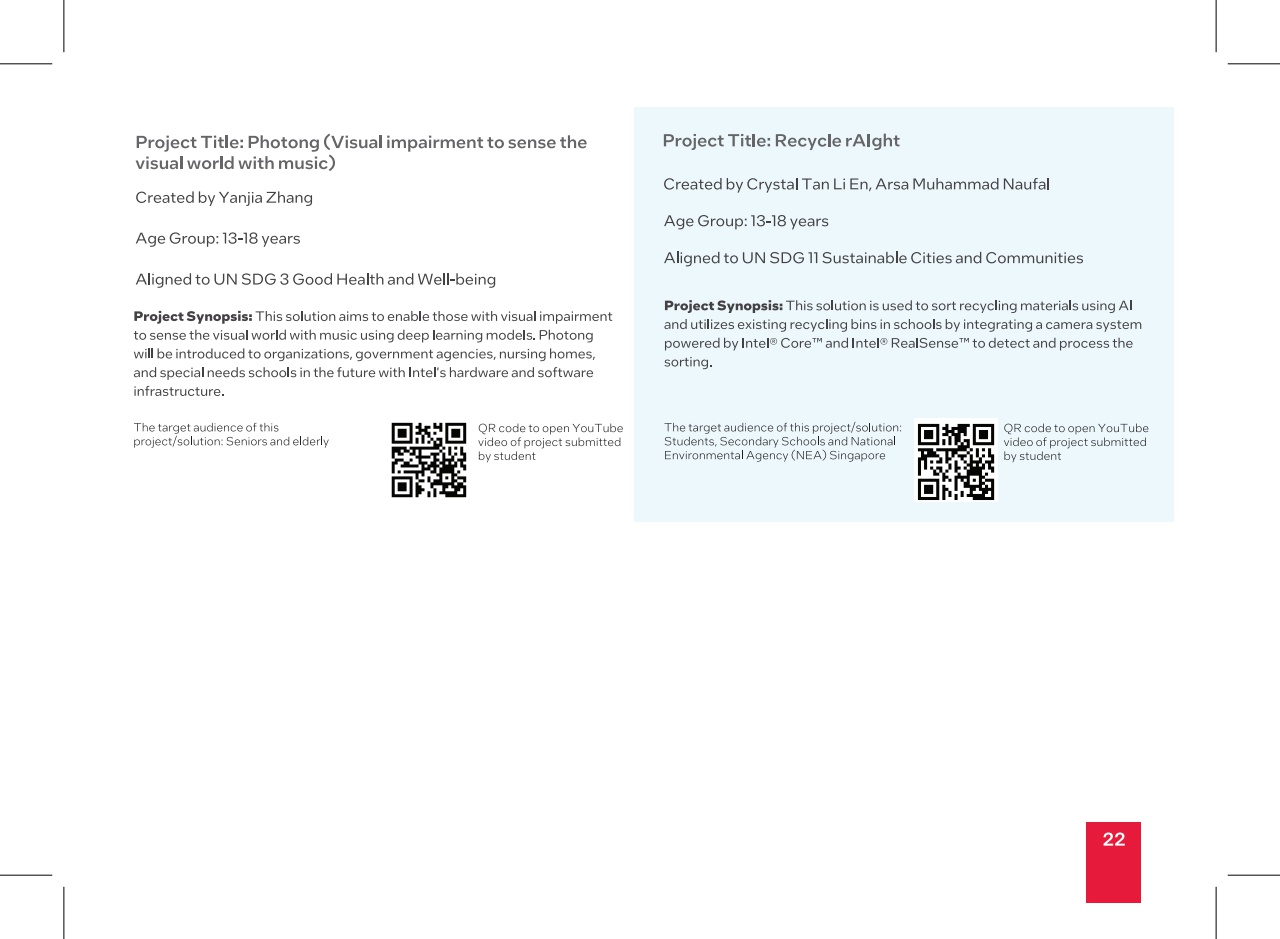 Project Title: Photong (Visual impairment to sense the
visual world with music)
Created by Yanjia Zhang
Age Group: 13-18 years
Aligned to UN SDG 3 Good Health and Well-being
Project Synopsis: This solution aims to enable those with visual impairment
to sense the visual world with music using deep learning models. Photong
will be introduced to organizations, government agencies, nursing homes,
and special needs schools in the future with Intel's hardware and software
infrastructure.
The target audience of this
project/solution: Seniors and elderly
QR code to open YouTube
video of project submitted
by student
Project Title: Recycle rAIght
Created by Crystal Tan Li En, Arsa Muhammad Naufal
Age Group: 13-18 years
Aligned to UN SDG 11 Sustainable Cities and Communities
Project Synopsis: This solution is used to sort recycling materials using AI
and utilizes existing recycling bins in schools by integrating a camera system
powered by Intel® Core™ and Intel® RealSense™ to detect and process the
sorting.
The target audience of this project/solution:
Students, Secondary Schools and National
Environmental Agency (NEA) Singapore
QR code to open YouTube
video of project submitted
by student
22